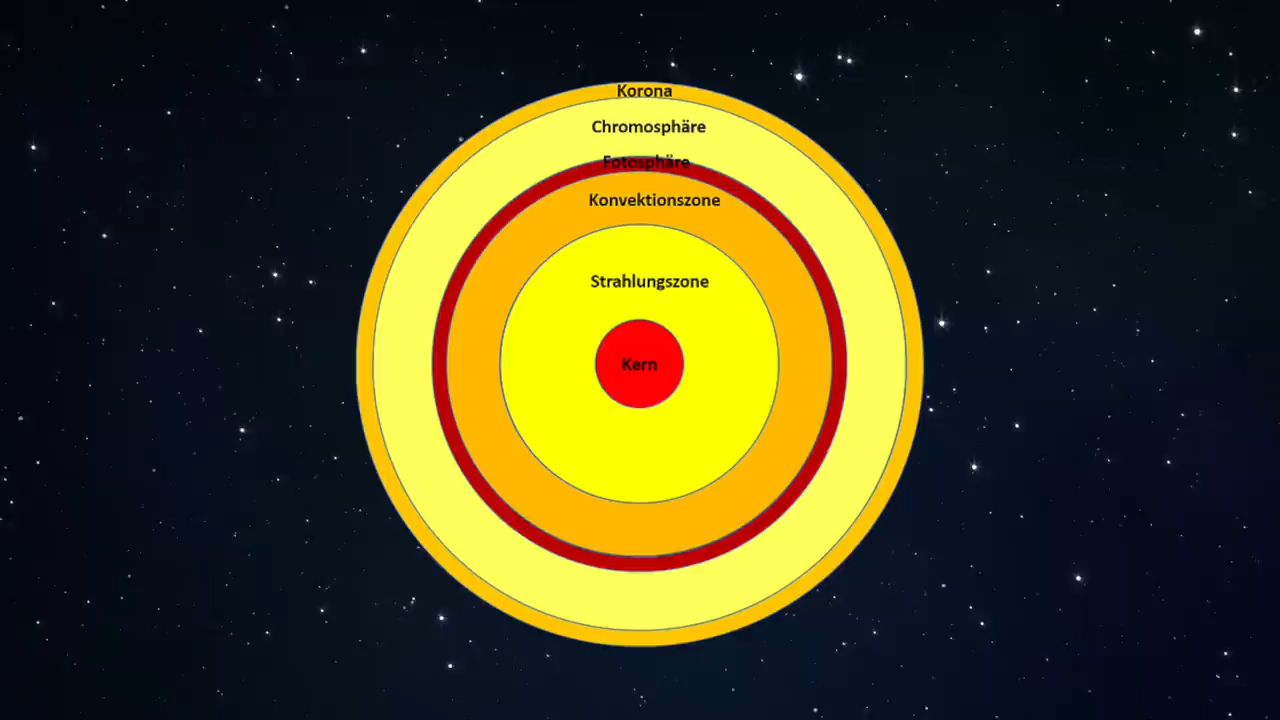 Korona
Chromosphäre
Fotosphäre
Konvektionszone
Strahlungszone
Kern